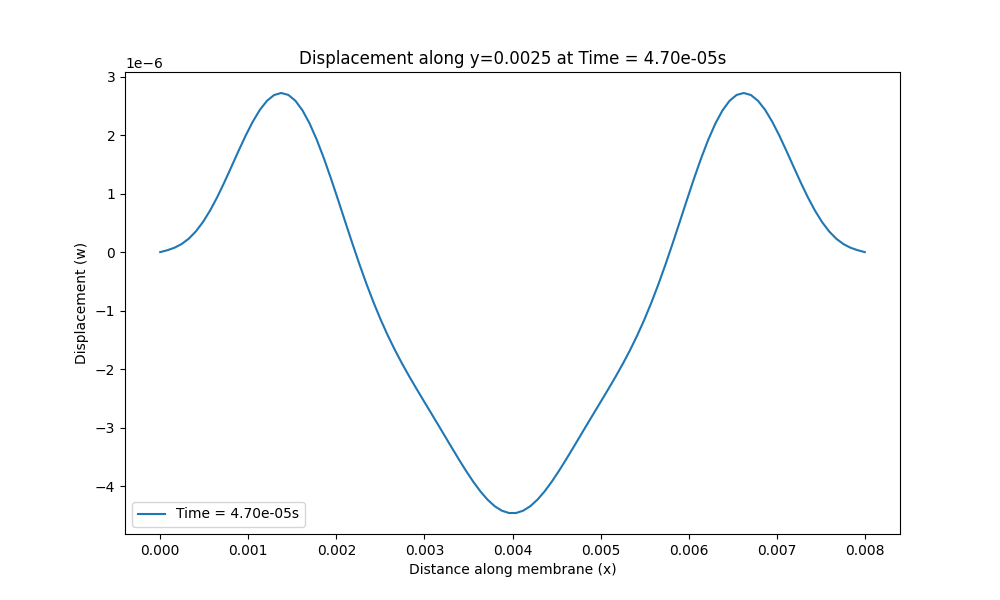 Displacement along y=0.0025 at Time = 4.70e-05s
1e−6
3
2
1
0
−1
−2
−3
−4
Displacement (w)
Time = 4.70e-05s
0.000 0.001 0.002 0.003 0.004 0.005 0.006 0.007 0.008
Distance along membrane (x)